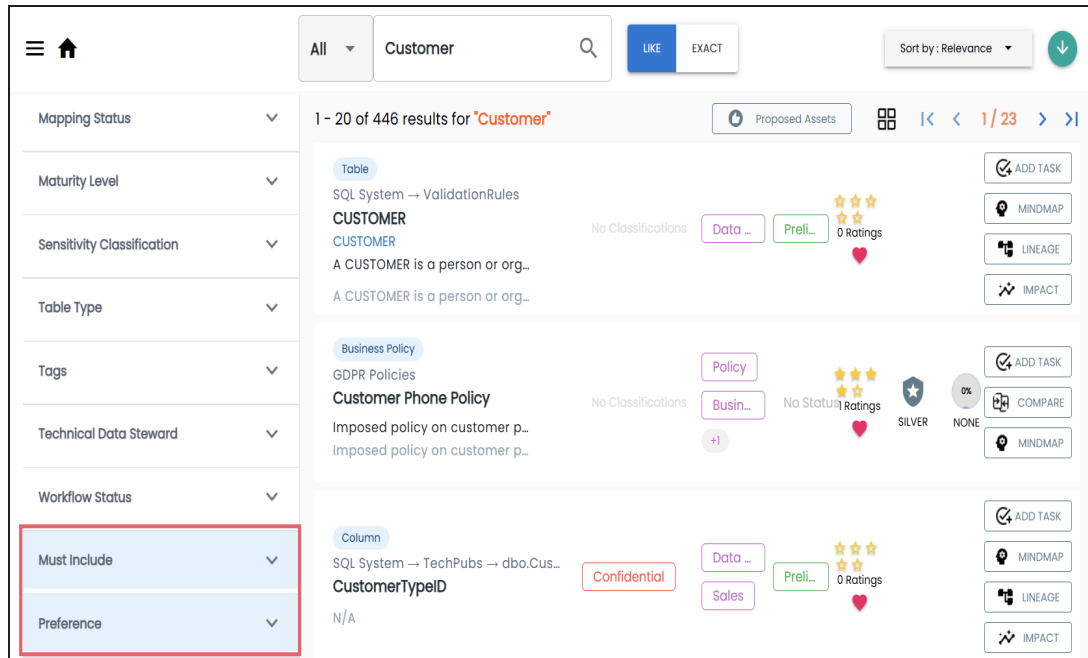 All
Customer
LIKE
EXACT
Sort by : Relevance
Mapping Status
Maturity Level
Sensitivity Classification
Table Type
Tags
Technical Data Steward
Workflow Status
Must Include
Preference
1 - 20 of 446 results for "Customer"
Proposed Assets
1 / 23
Table
SQL System → ValidationRules
CUSTOMER
CUSTOMER
A CUSTOMER is a person or org...
A CUSTOMER is a person or org...
No Classifications
Data ...
Preli...
0 Ratings
ADD TASK
MINDMAP
LINEAGE
IMPACT
Business Policy
GDPR Policies
Customer Phone Policy
Imposed policy on customer p...
Imposed policy on customer p...
No Classifications
Policy
Busin...
+1
No Status
1 Ratings
SILVER
0%
NONE
ADD TASK
COMPARE
MINDMAP
Column
SQL System → TechPubs → dbo.Cus...
CustomerTypeID
N/A
Confidential
Data ...
Sales
Preli...
0 Ratings
ADD TASK
MINDMAP
LINEAGE
IMPACT